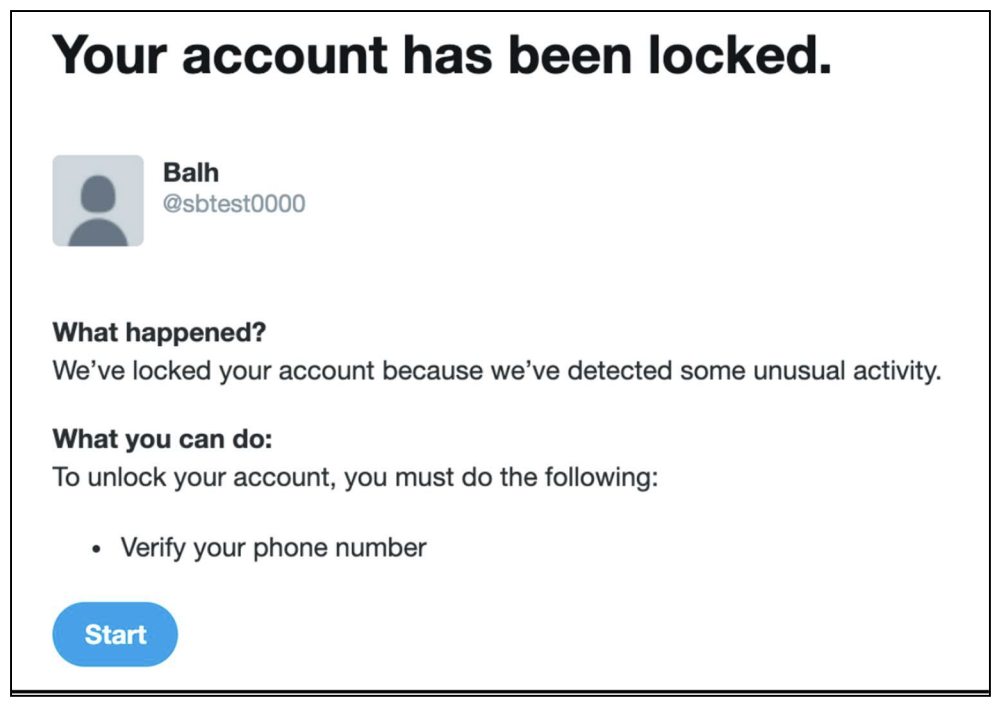 Your account has been locked.
Balh
@sbtest0000
What happened?
We’ve locked your account because we’ve detected some unusual activity.
What you can do:
To unlock your account, you must do the following:
• Verify your phone number
Start